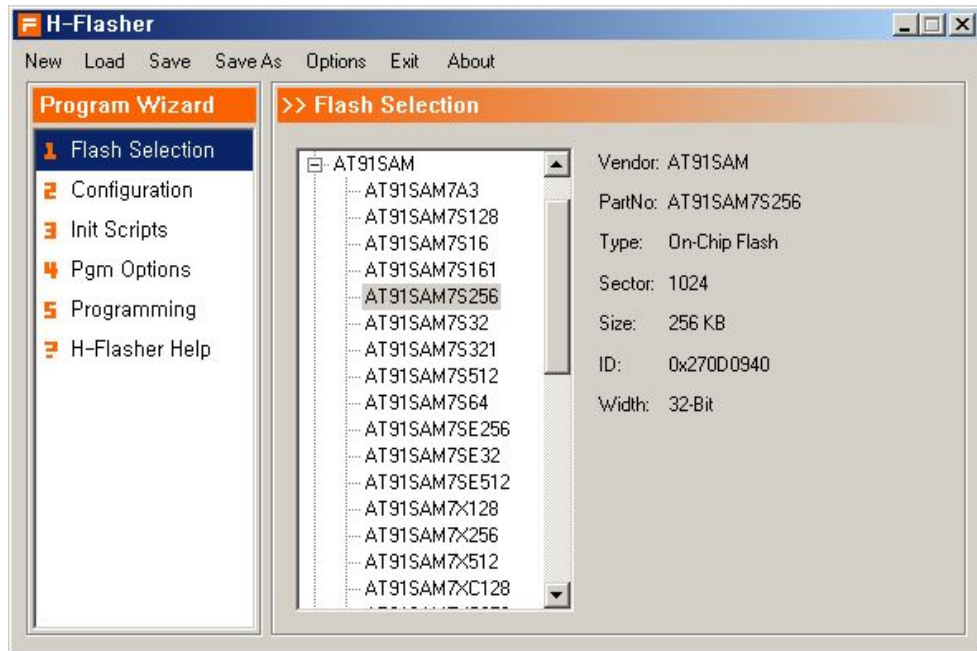 H-Flasher
New Load Save Save As Options Exit About
Program Wizard
1 Flash Selection
2 Configuration
3 Init Scripts
4 Pgm Options
5 Programming
? H-Flasher Help
>> Flash Selection
AT91SAM
AT91SAM7A3
AT91SAM7S128
AT91SAM7S16
AT91SAM7S161
AT91SAM7S256
AT91SAM7S32
AT91SAM7S321
AT91SAM7S512
AT91SAM7S64
AT91SAM7SE256
AT91SAM7SE32
AT91SAM7SE512
AT91SAM7X128
AT91SAM7X256
AT91SAM7X512
AT91SAM7XC128
Vendor: AT91SAM
PartNo: AT91SAM7S256
Type: On-Chip Flash
Sector: 1024
Size: 256 KB
ID: 0x270D0940
Width: 32-Bit